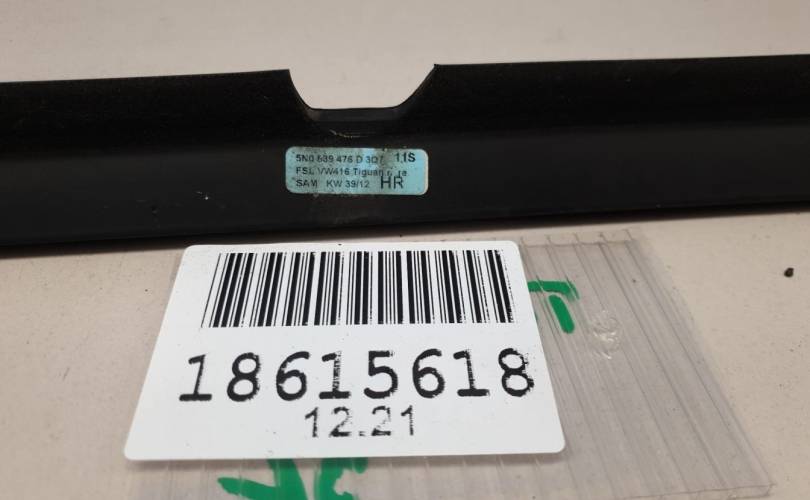 5N0 839 476 D 3Q7 11S
FSL VW416 Tiguan
SAM KW 39/12 HR
18615618
12.21